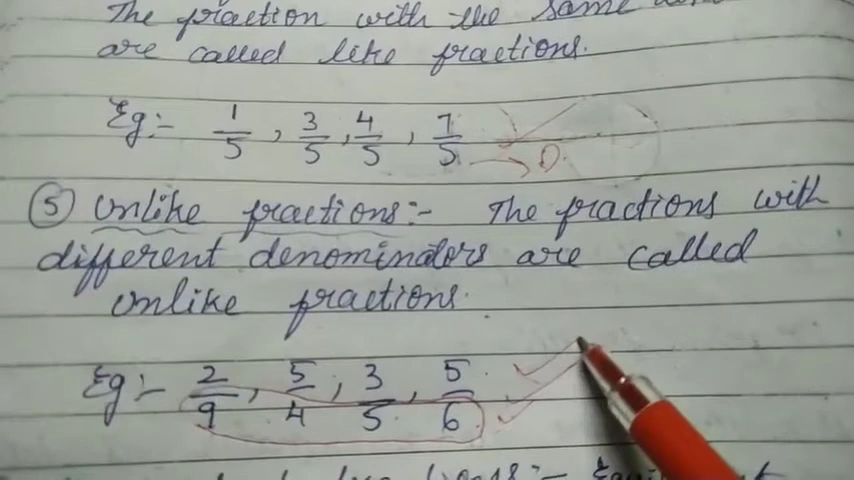 The fraction with the same
are called like fractions.
Eg:- 1/5, 3/5, 4/5, 7/5 D.
5 Unlike fractions:- The fractions with
different denominators are called
unlike fractions.
Eg:- 2/9, 5/4, 3/5, 5/6